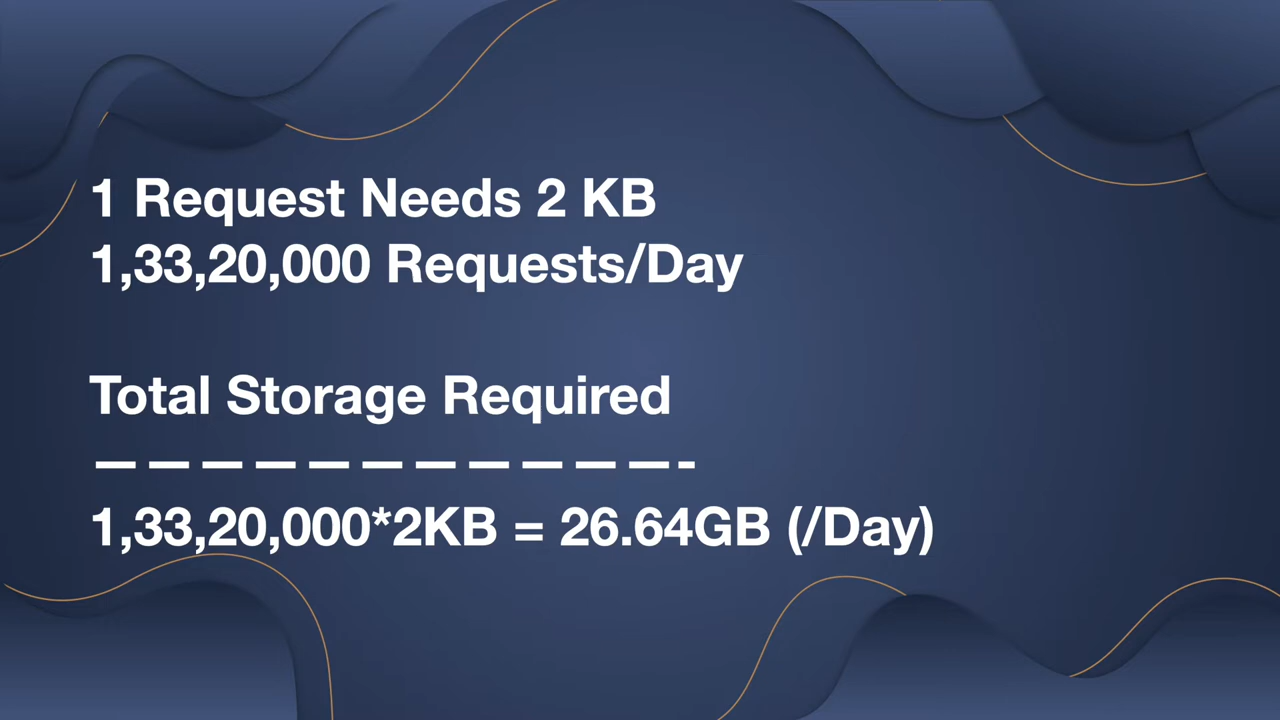 1 Request Needs 2 KB
1,33,20,000 Requests/Day
Total Storage Required
— — — — — — — — — — — -
1,33,20,000*2KB = 26.64GB (/Day)